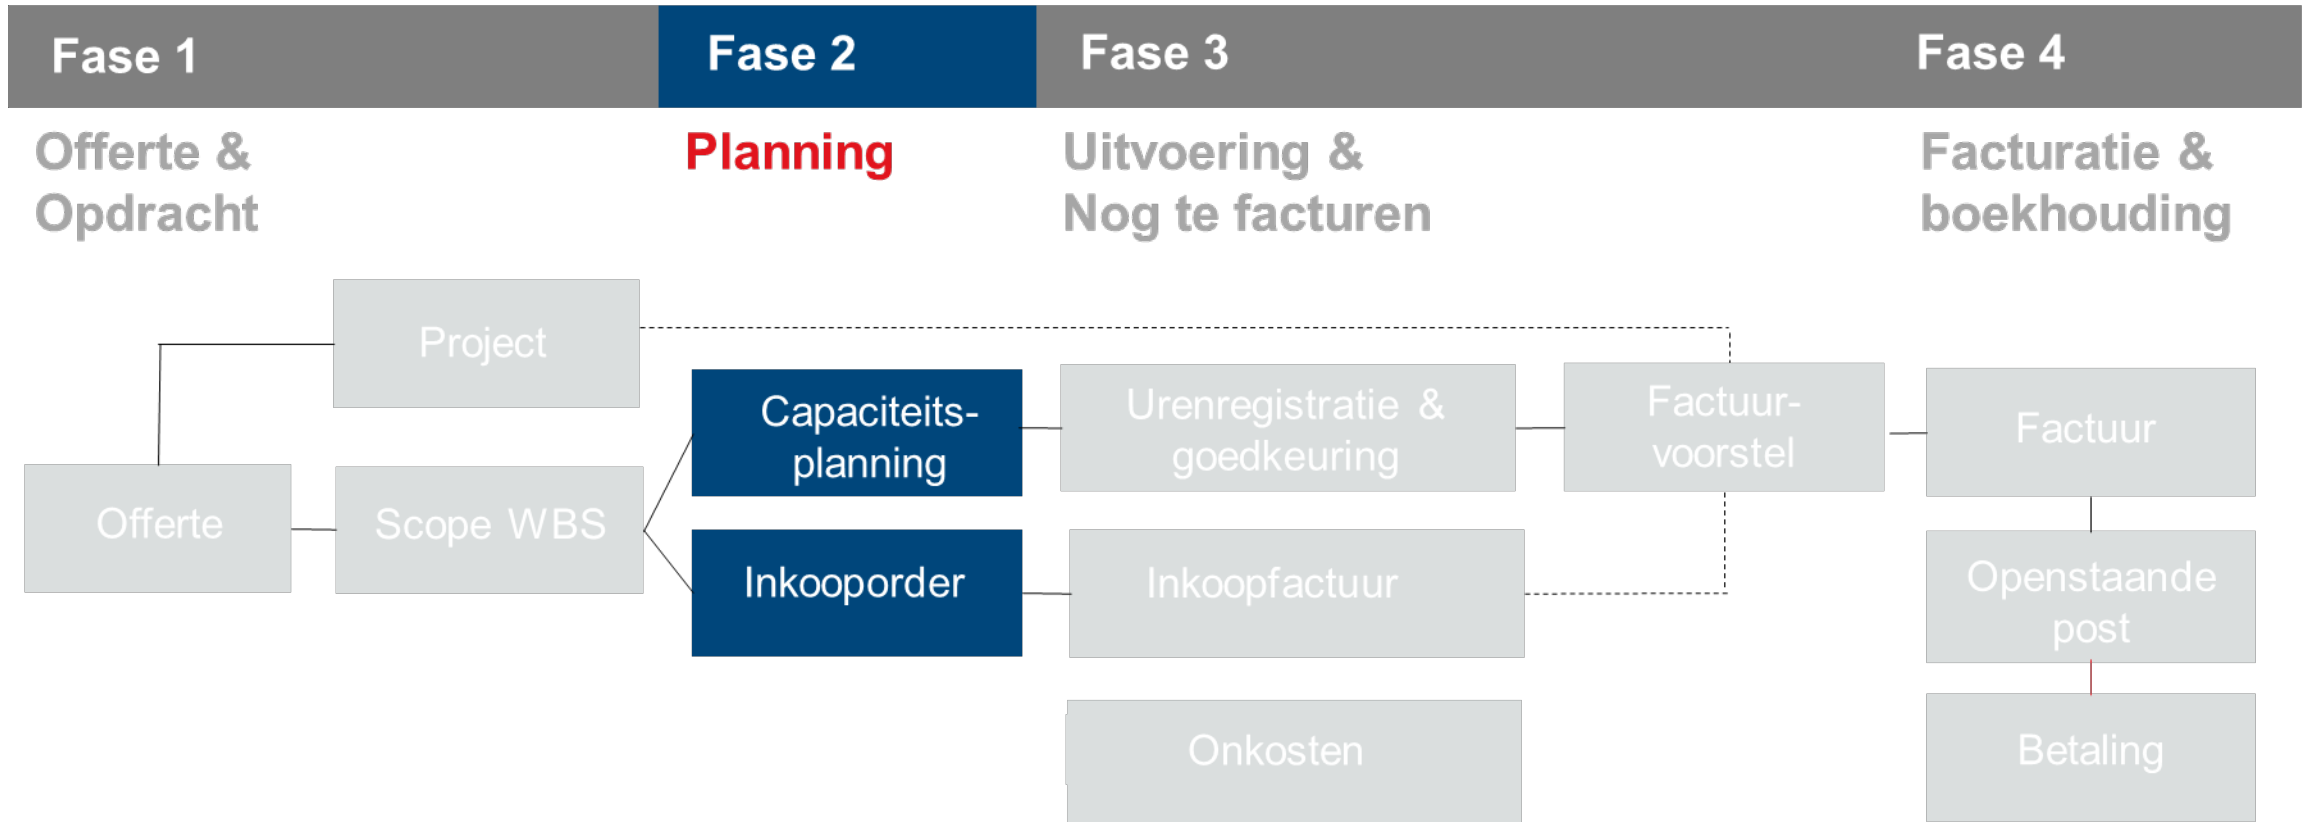 Fase 1
Fase 2
Fase 3
Fase 4
Offerte &
Opdracht
Planning
Uitvoering &
Nog te facturen
Facturatie &
boekhouding
Project
Capaciteits-
planning
Urenregistratie &
goedkeuring
Factuur-
voorstel
Factuur
Offerte
Scope WBS
Inkooporder
Inkoopfactuur
Openstaande
post
Onkosten
Betaling